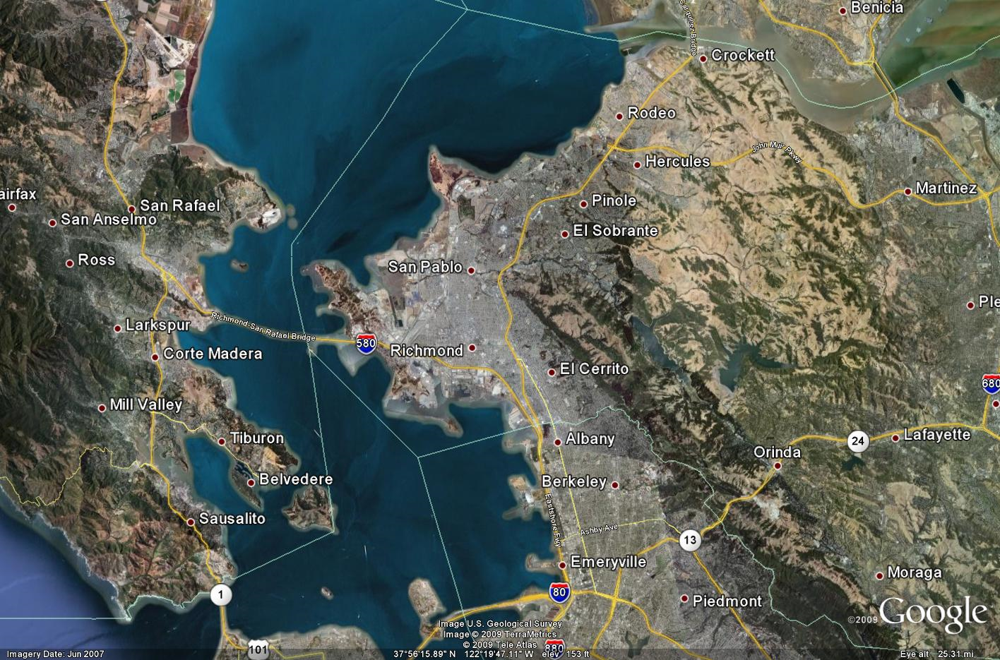 Benicia
Carquinez Bridge
Crockett
Rodeo
John Muir Pkwy
Hercules
Martinez
airfax
San Rafael
San Anselmo
Pinole
El Sobrante
Ross
San Pablo
Ple
Richmond-San Rafael Bridge
Larkspur
580
Richmond
Corte Madera
El Cerrito
680
Mill Valley
Tiburon
Albany
24
Lafayette
Orinda
Belvedere
Berkeley
Sausalito
Eastshore Fwy
Ashby Ave
13
Emeryville
Moraga
1
80
Piedmont
©2009 Google
Image U.S. Geological Survey
Image © 2009 TerraMetrics
© 2009 Tele Atlas
101
880
Imagery Date: Jun 2007
37°56'15.89" N 122°19'47.11" W elev 153 ft
Eye alt 25.31 mi